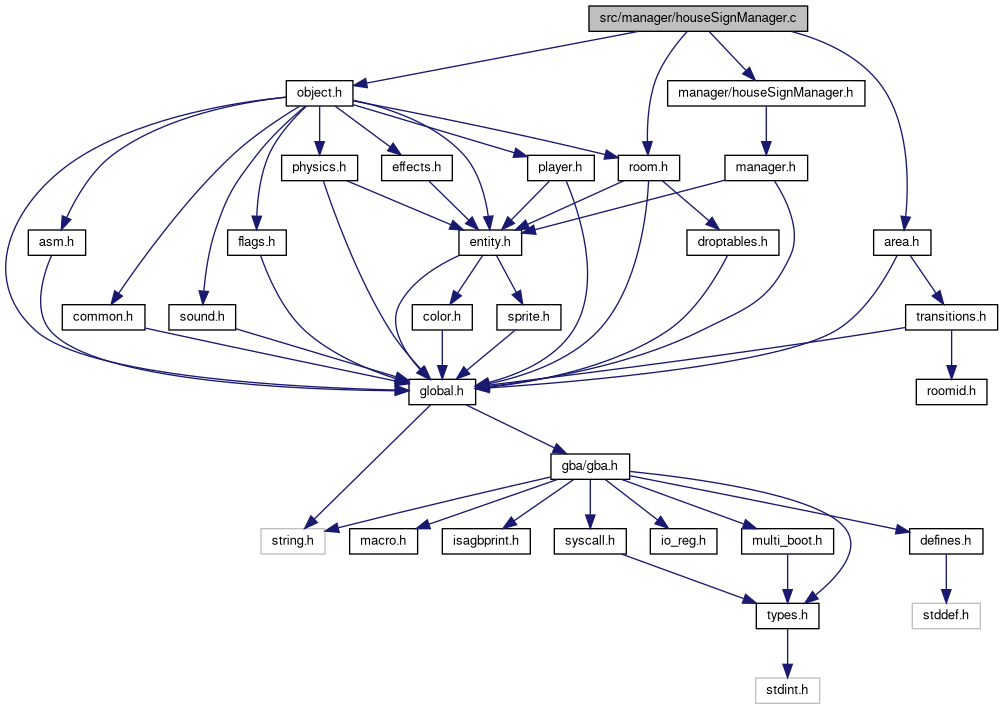 src/manager/houseSignManager.c
object.h
manager/houseSignManager.h
physics.h
effects.h
player.h
room.h
manager.h
asm.h
flags.h
entity.h
droptables.h
area.h
common.h
sound.h
color.h
sprite.h
transitions.h
global.h
roomid.h
gba/gba.h
string.h
macro.h
isagbprint.h
syscall.h
io_reg.h
multi_boot.h
defines.h
types.h
stddef.h
stdint.h